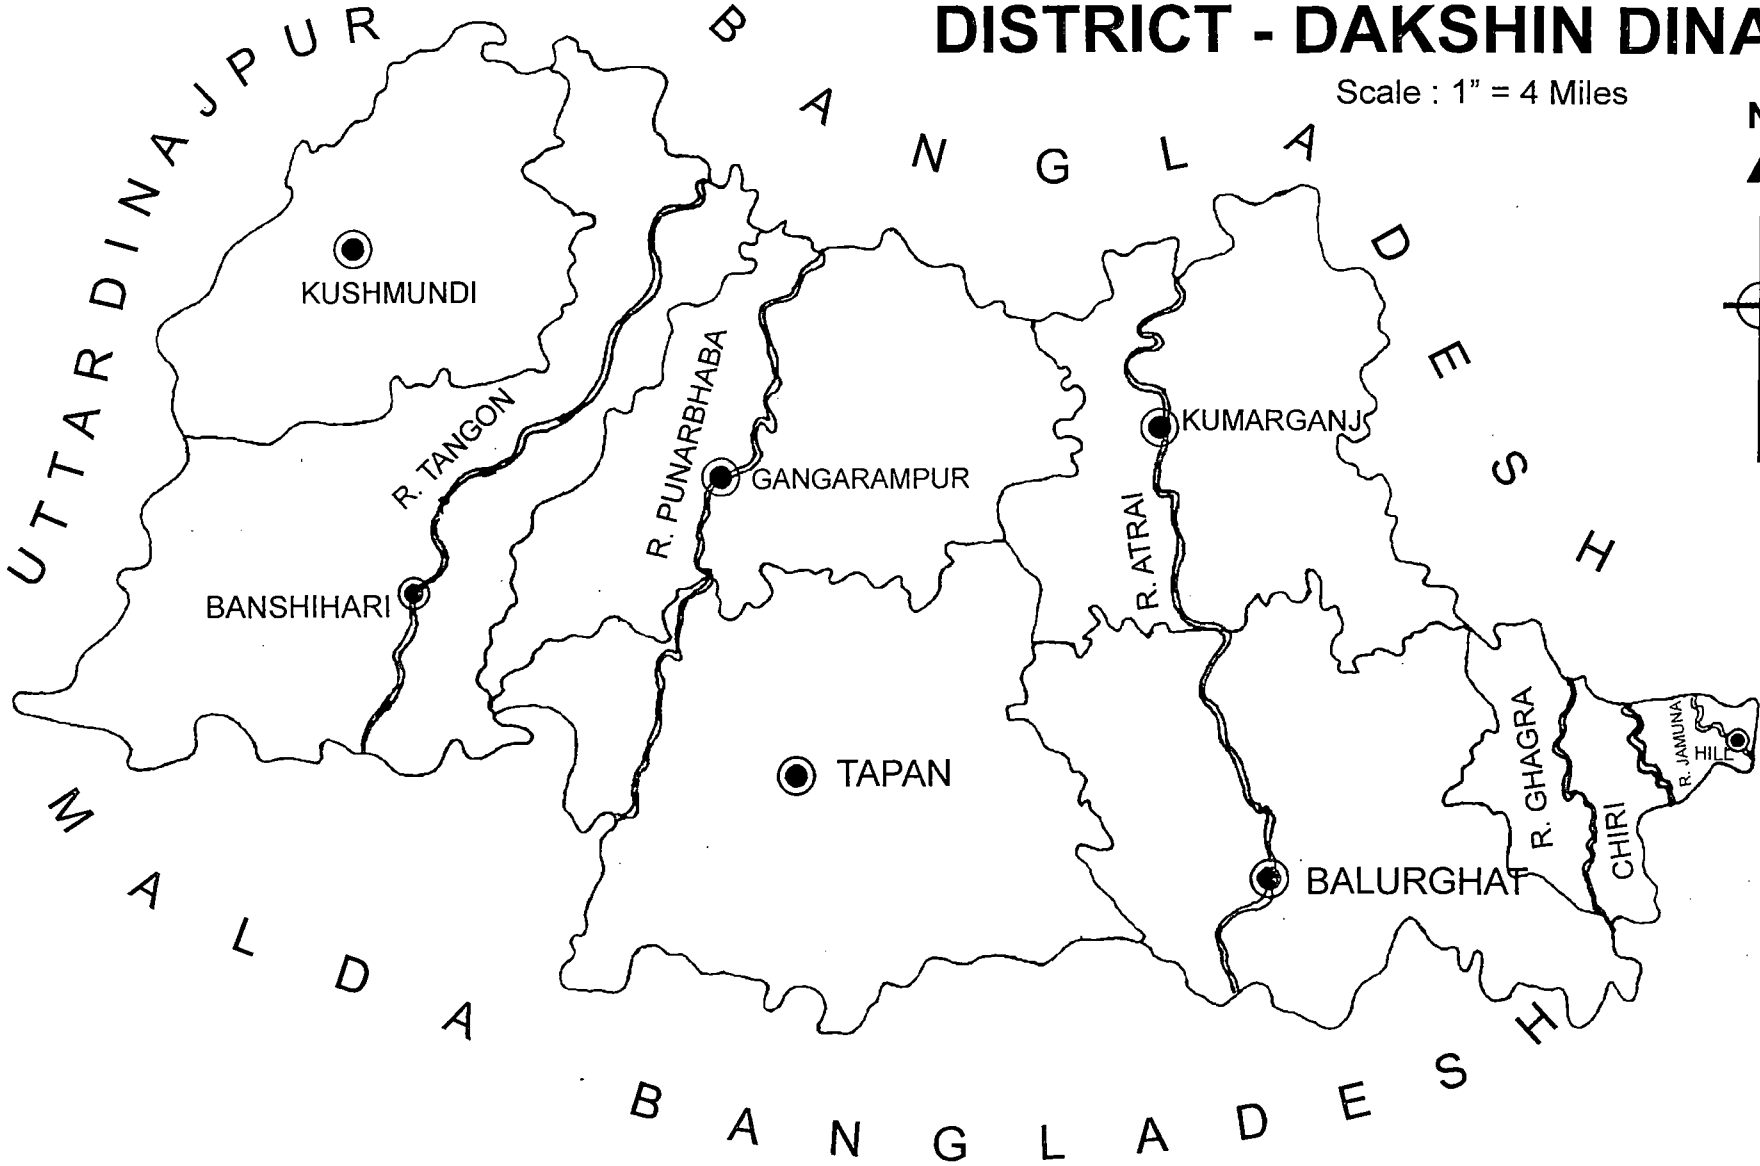 DISTRICT - DAKSHIN DINA
Scale : 1” = 4 Miles
N
UTTAR DINAJPUR
BANGLADESH
KUSHMUNDI
R. TANGON
R. PUNARBHABA
GANGARAMPUR
KUMARGANJ
R. ATRAI
BANSHIHARI
TAPAN
BALURGHAT
R. GHAGRA
CHIRI
R. JAMUNA
HILL
MALDA
BANGLADESH